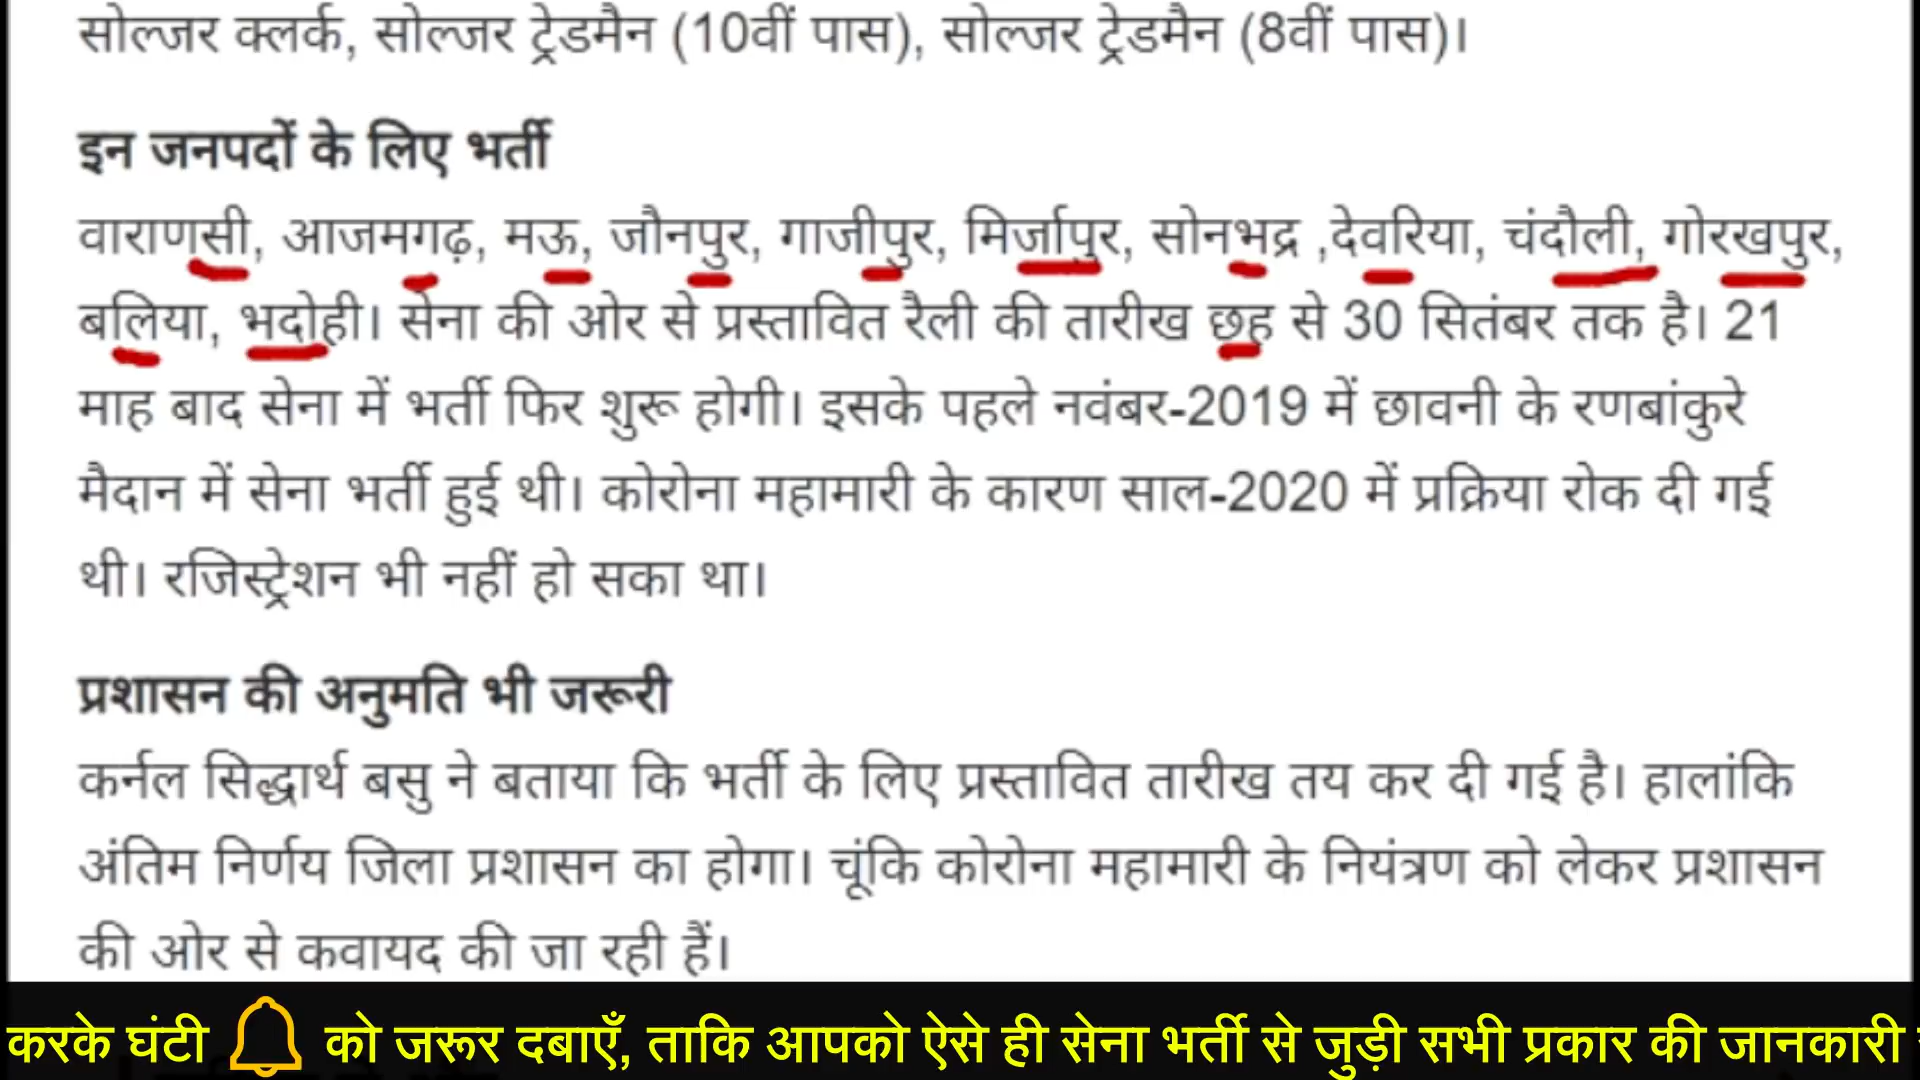 सोल्जर क्लर्क, सोल्जर ट्रेडमैन (10वीं पास), सोल्जर ट्रेडमैन (8वीं पास)।
इन जनपदों के लिए भर्ती
वाराणसी, आजमगढ़, मऊ, जौनपुर, गाजीपुर, मिर्जापुर, सोनभद्र ,देवरिया, चंदौली, गोरखपुर,
बलिया, भदोही। सेना की ओर से प्रस्तावित रैली की तारीख छह से 30 सितंबर तक है। 21
माह बाद सेना में भर्ती फिर शुरू होगी। इसके पहले नवंबर-2019 में छावनी के रणबांकुरे
मैदान में सेना भर्ती हुई थी। कोरोना महामारी के कारण साल-2020 में प्रक्रिया रोक दी गई
थी। रजिस्ट्रेशन भी नहीं हो सका था।
प्रशासन की अनुमति भी जरूरी
कर्नल सिद्धार्थ बसु ने बताया कि भर्ती के लिए प्रस्तावित तारीख तय कर दी गई है। हालांकि
अंतिम निर्णय जिला प्रशासन का होगा। चूंकि कोरोना महामारी के नियंत्रण को लेकर प्रशासन
की ओर से कवायद की जा रही हैं।
करके घंटी को जरूर दबाएँ, ताकि आपको ऐसे ही सेना भर्ती से जुड़ी सभी प्रकार की जानकारी